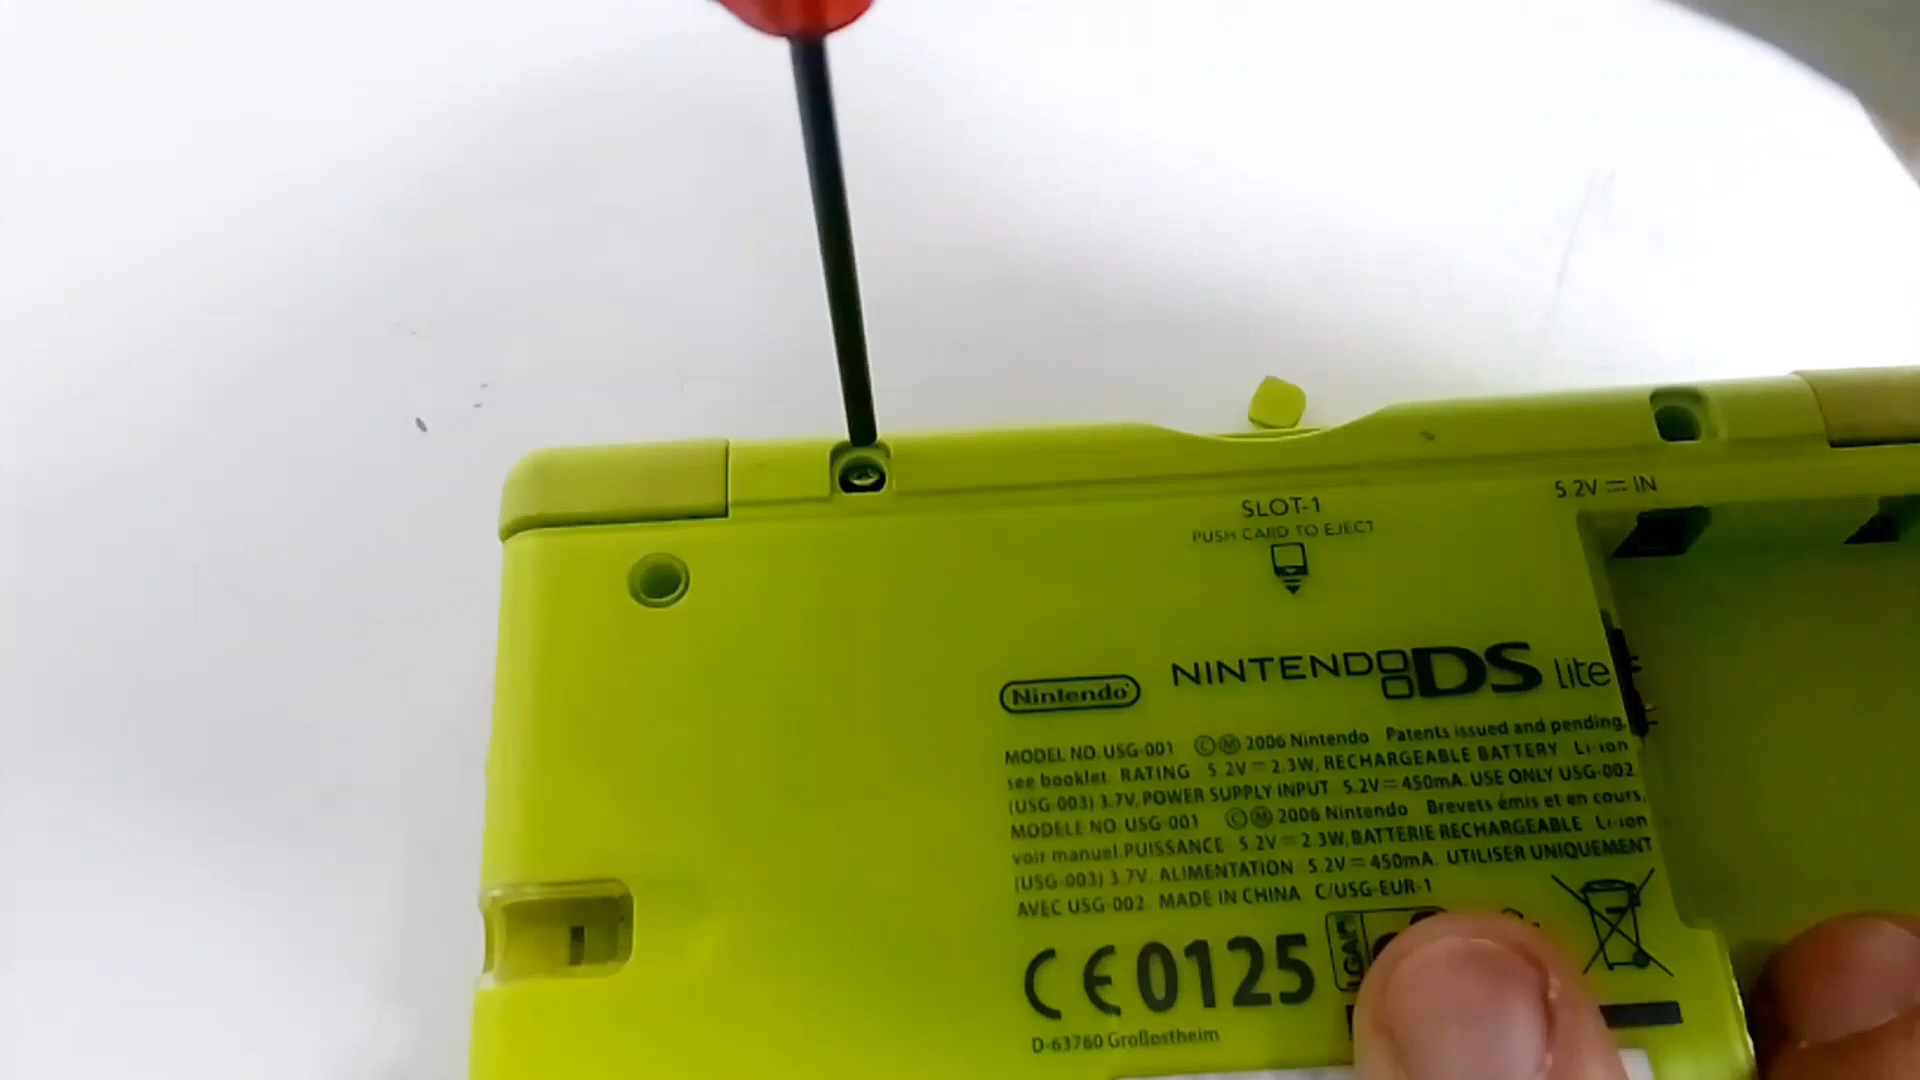 5.2V IN
SLOT-1
PUSH CARD TO EJECT
Nintendo
NINTENDO DS lite
MODEL NO. USG-001 ⒸⓂ 2006 Nintendo Patents issued and pending,
see booklet. RATING 5.2V⎓2.3W, RECHARGEABLE BATTERY Li-ion
(USG-003) 3.7V, POWER SUPPLY INPUT 5.2V⎓450mA. USE ONLY USG-002
MODELE NO. USG-001 ⒸⓂ 2006 Nintendo Brevets émis et en cours,
voir manuel. PUISSANCE 5.2V⎓2.3W, BATTERIE RECHARGEABLE Li-ion
(USG-003) 3.7V. ALIMENTATION 5.2V⎓450mA. UTILISER UNIQUEMENT
AVEC USG-002. MADE IN CHINA C/USG-EUR-1
CE0125
D-63760 Großostheim